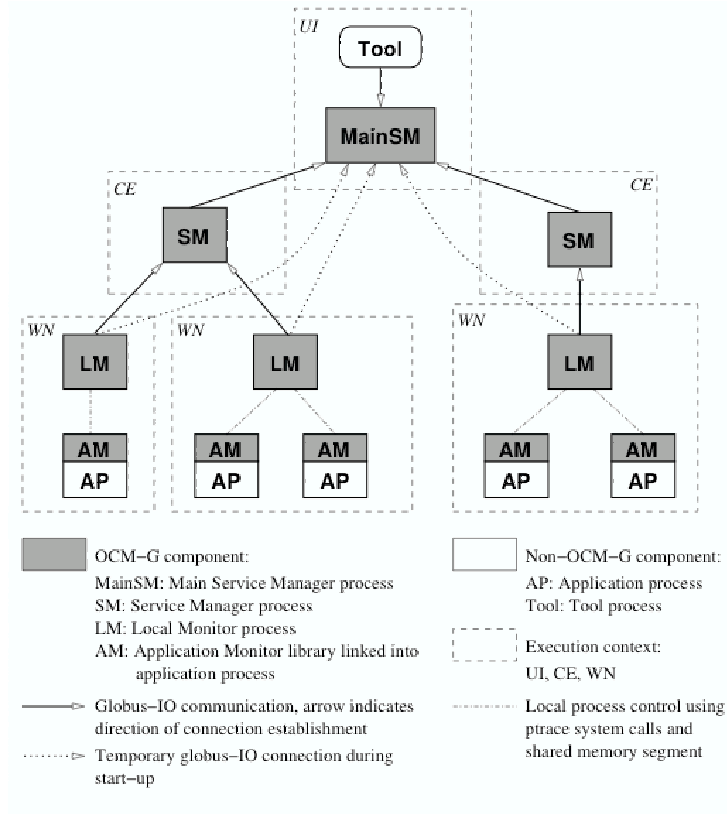 UI
Tool
MainSM
CE
CE
SM
SM
WN
WN
WN
LM
LM
LM
AM
AM
AM
AM
AM
AP
AP
AP
AP
AP
OCM-G component:
MainSM: Main Service Manager process
SM: Service Manager process
LM: Local Monitor process
AM: Application Monitor library linked into
application process
Globus-IO communication, arrow indicates
direction of connection establishment
Temporary globus-IO connection during
start-up
Non-OCM-G component:
AP: Application process
Tool: Tool process
Execution context:
UI, CE, WN
Local process control using
ptrace system calls and
shared memory segment